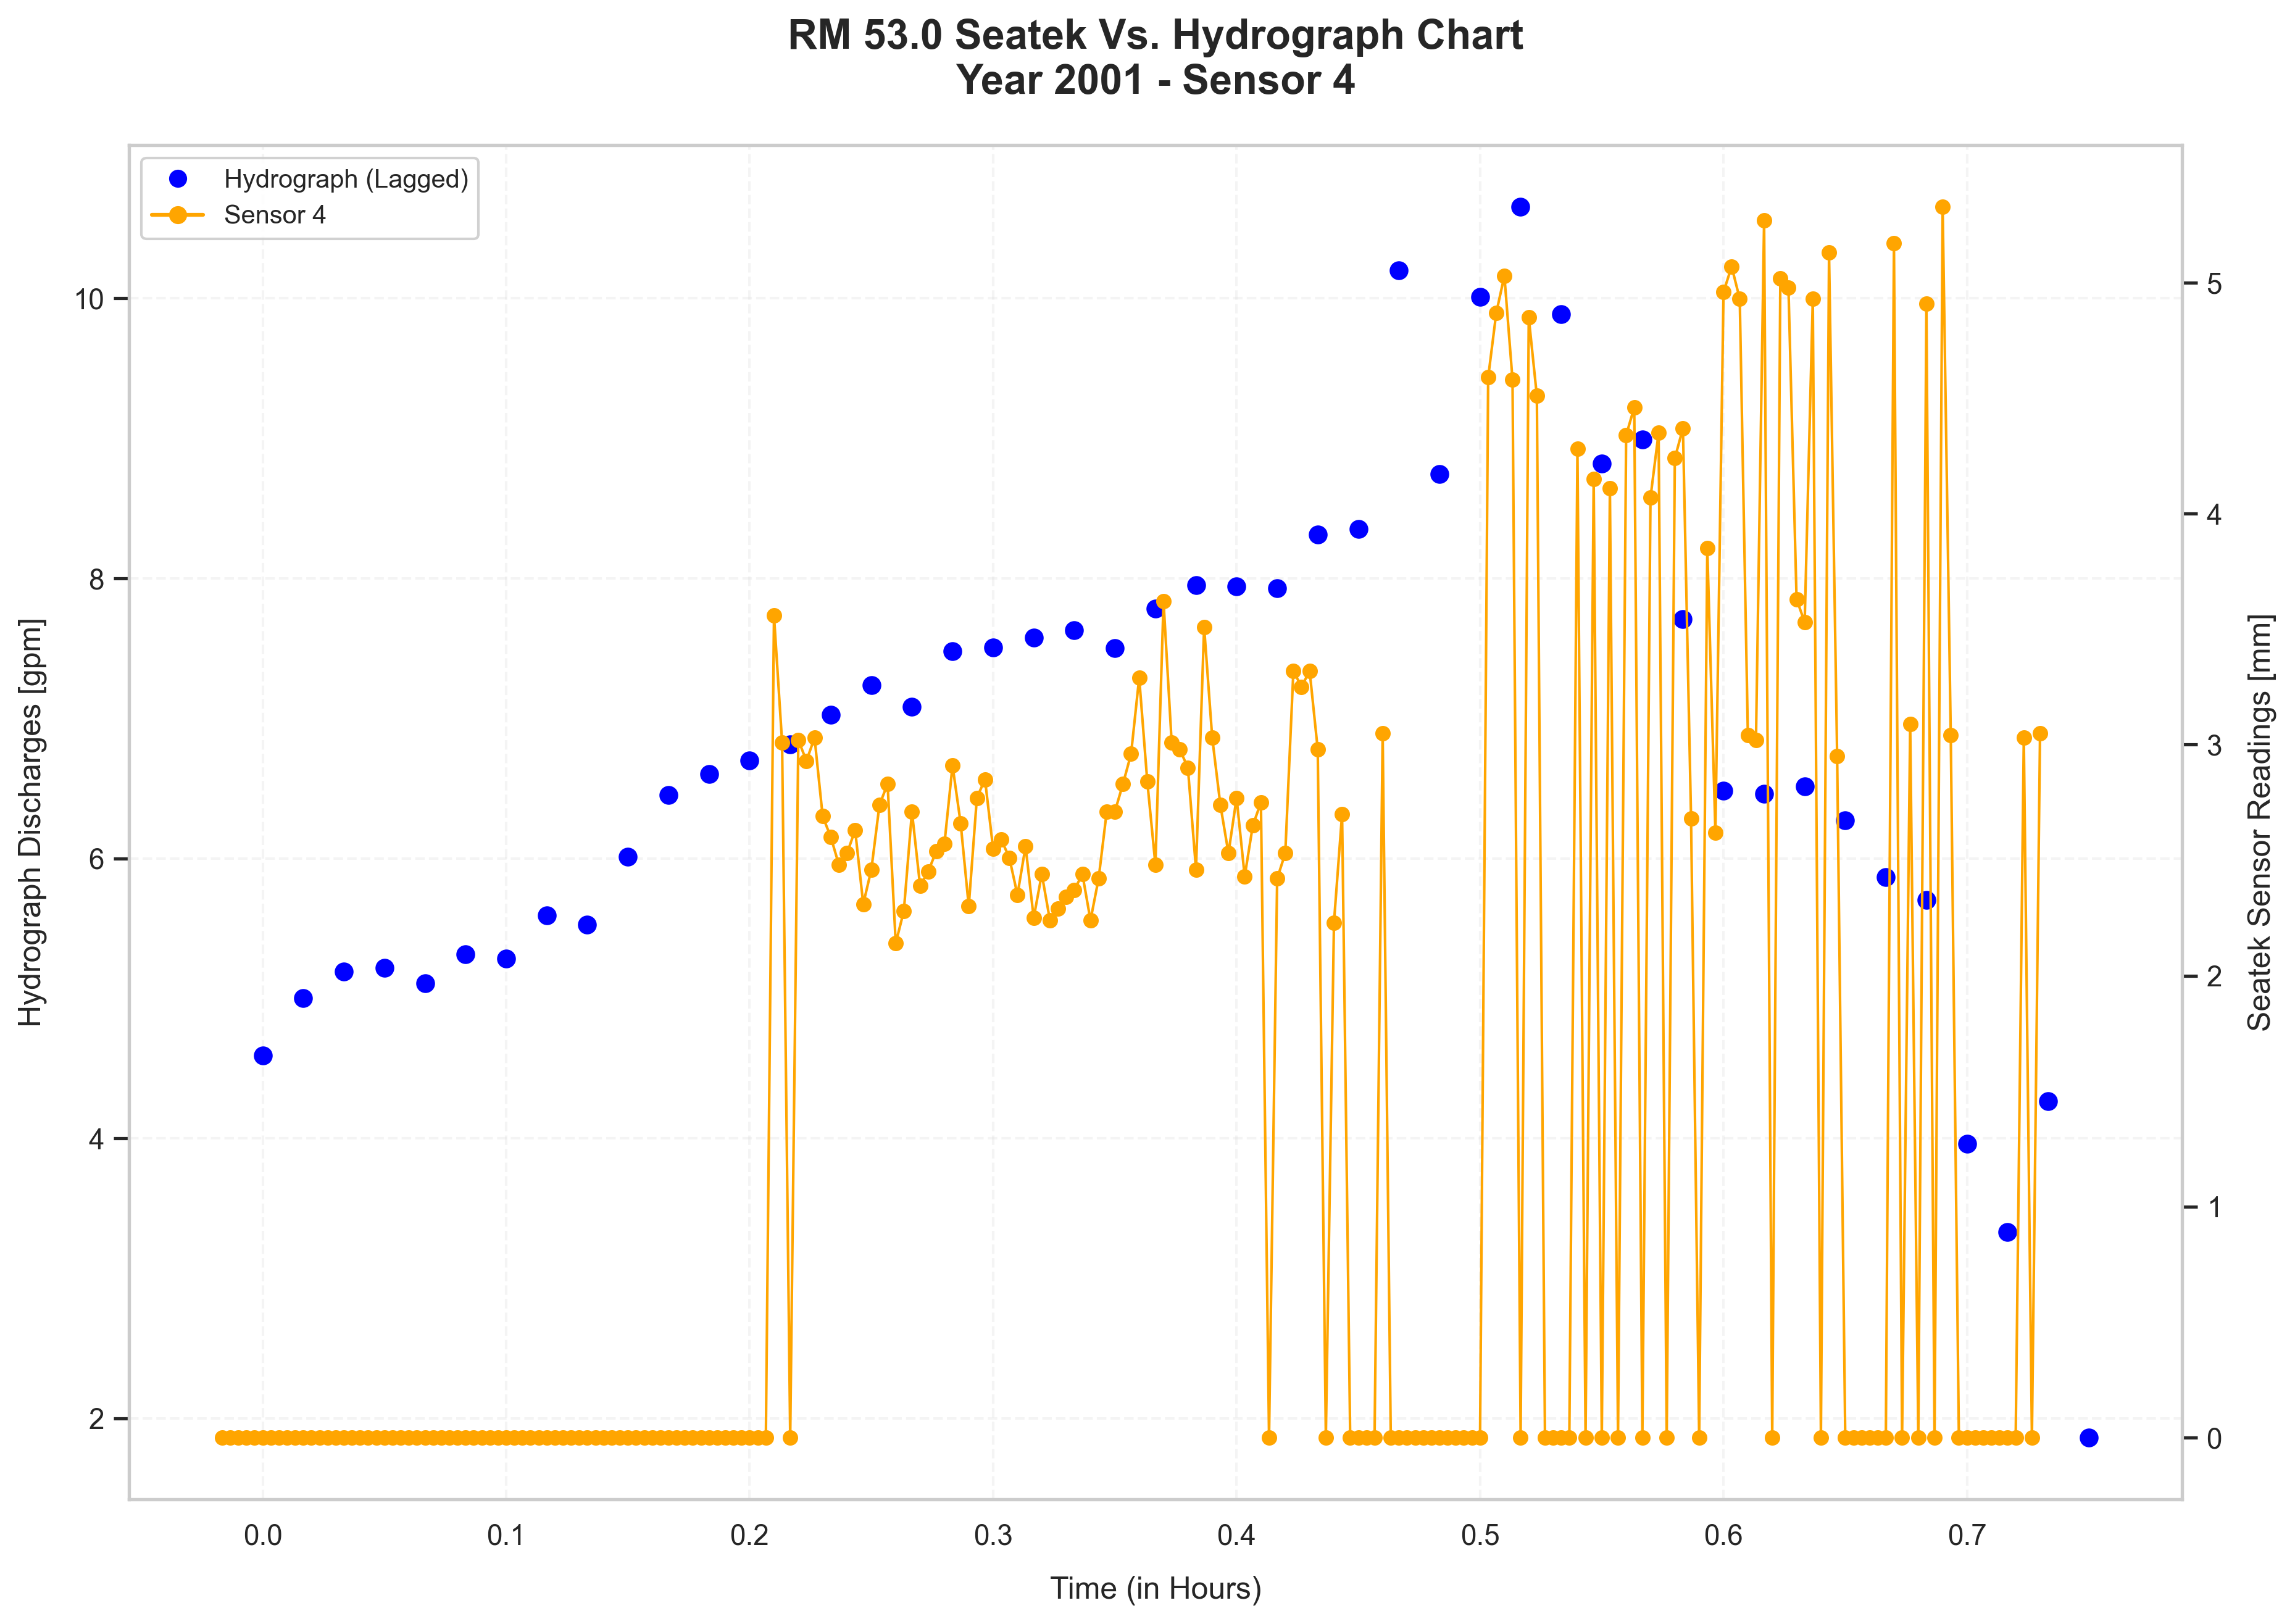 RM 53.0 Seatek Vs. Hydrograph Chart
Year 2001 - Sensor 4
Hydrograph (Lagged)
Sensor 4
Hydrograph Discharges [gpm]
10
8
6
4
2
Seatek Sensor Readings [mm]
5
4
3
2
1
0
0.0 0.1 0.2 0.3 0.4 0.5 0.6 0.7
Time (in Hours)